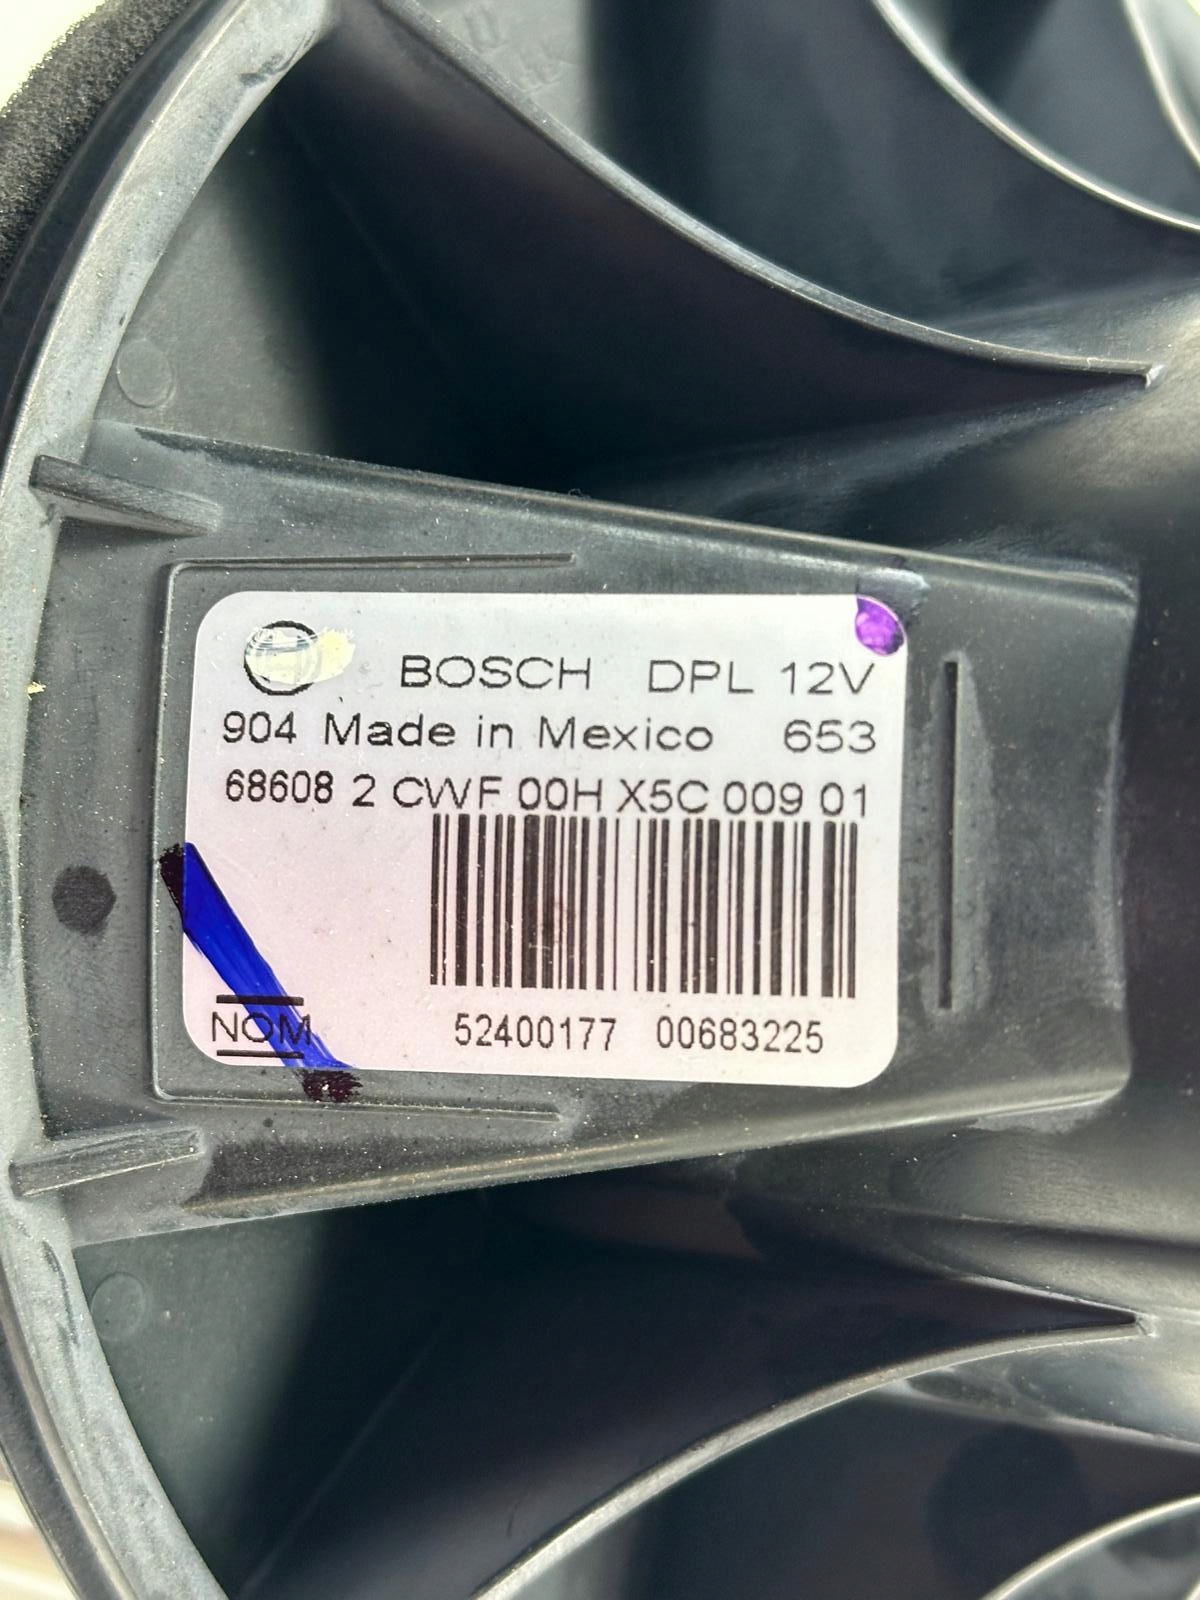 BOSCH DPL 12V
904 Made in Mexico 653
68608 2 CWF 00H X5C 009 01
52400177 00683225
NOM